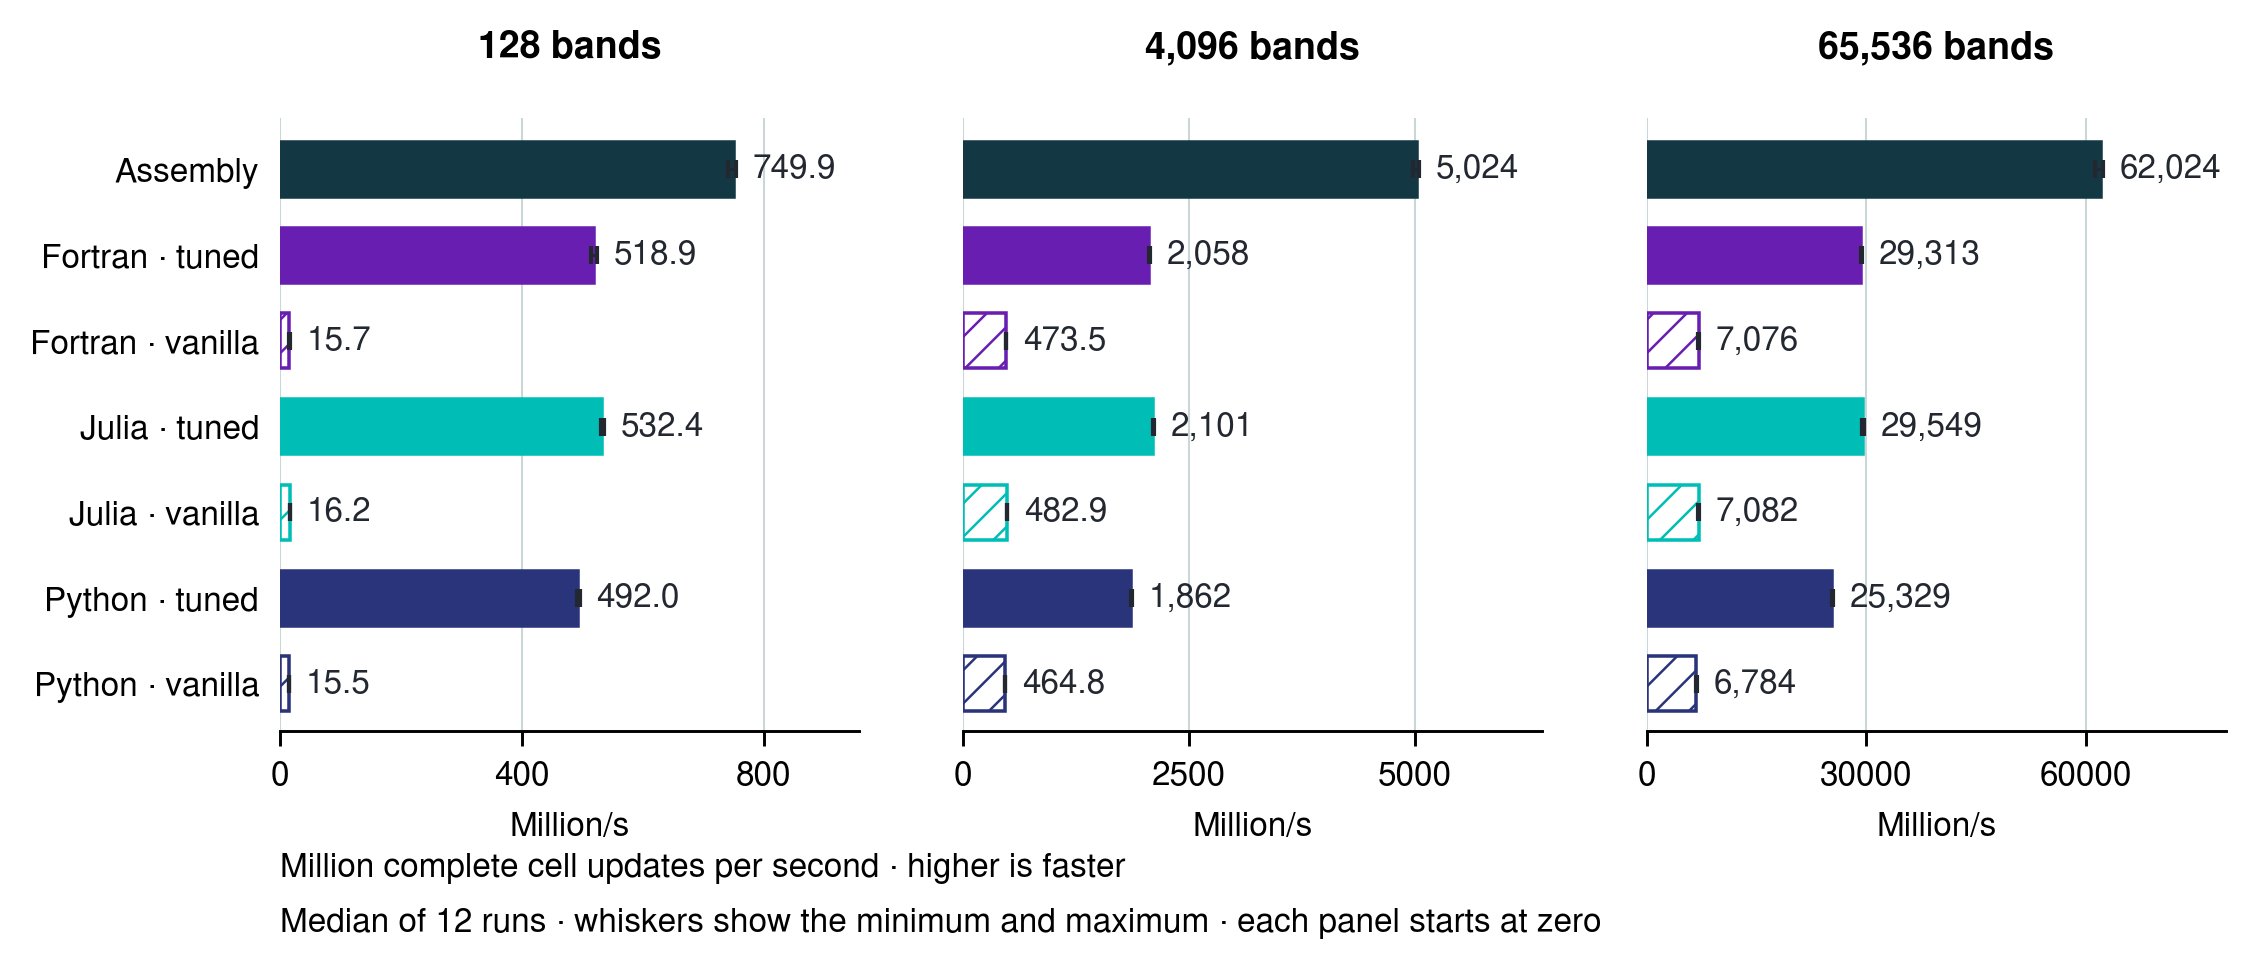 128 bands
4,096 bands
65,536 bands
Assembly 749.9 5,024 62,024
Fortran · tuned 518.9 2,058 29,313
Fortran · vanilla 15.7 473.5 7,076
Julia · tuned 532.4 2,101 29,549
Julia · vanilla 16.2 482.9 7,082
Python · tuned 492.0 1,862 25,329
Python · vanilla 15.5 464.8 6,784
0 400 800 0 2500 5000 0 30000 60000
Million/s Million/s Million/s
Million complete cell updates per second · higher is faster
Median of 12 runs · whiskers show the minimum and maximum · each panel starts at zero